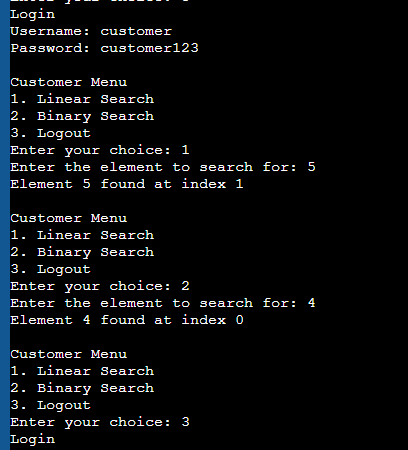 Login
Username: customer
Password: customer123
Customer Menu
1. Linear Search
2. Binary Search
3. Logout
Enter your choice: 1
Enter the element to search for: 5
Element 5 found at index 1
Customer Menu
1. Linear Search
2. Binary Search
3. Logout
Enter your choice: 2
Enter the element to search for: 4
Element 4 found at index 0
Customer Menu
1. Linear Search
2. Binary Search
3. Logout
Enter your choice: 3
Login